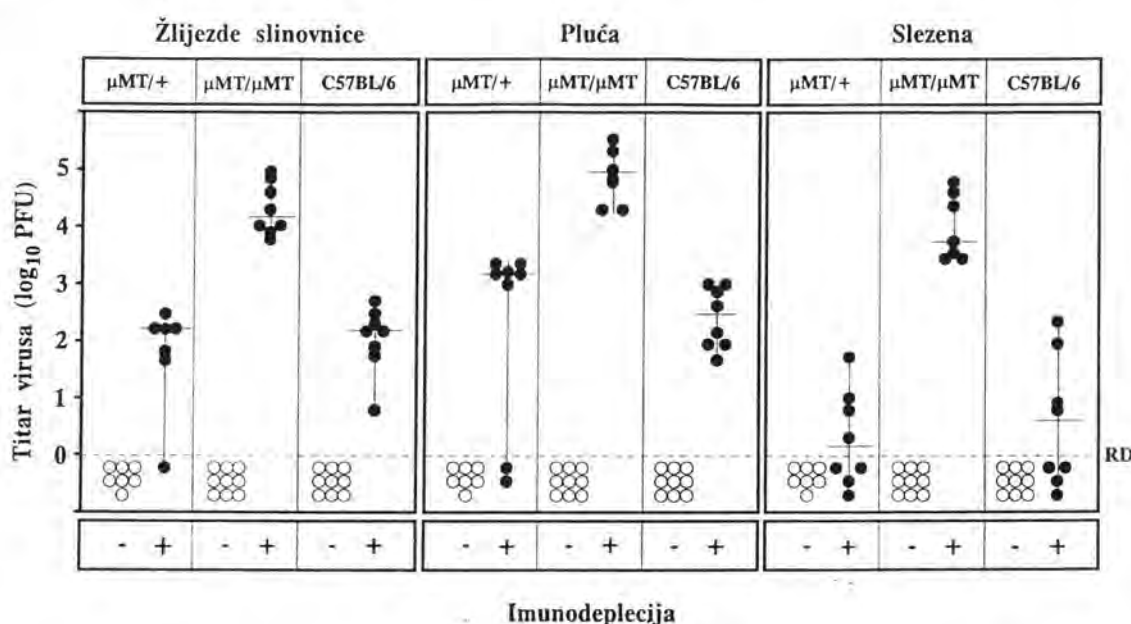 Žlijezde slinovnice Pluća Slezena
μMT/+ μMT/μMT C57BL/6 μMT/+ μMT/μMT C57BL/6 μMT/+ μMT/μMT C57BL/6
Titar virusa (log10 PFU)
5
4
3
2
1
0
RD
- + - + - + - + - + - + - + - + - +
Imunodeplecija